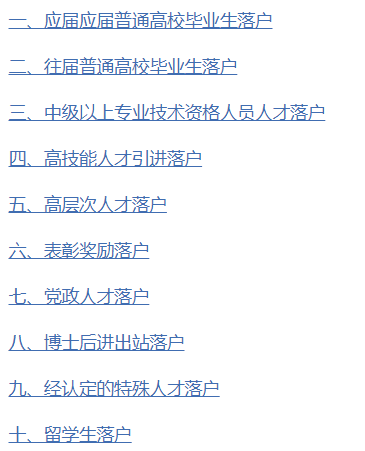 一、应届应届普通高校毕业生落户
二、往届普通高校毕业生落户
三、中级以上专业技术资格人员人才落户
四、高技能人才引进落户
五、高层次人才落户
六、表彰奖励落户
七、党政人才落户
八、博士后进出站落户
九、经认定的特殊人才落户
十、留学生落户